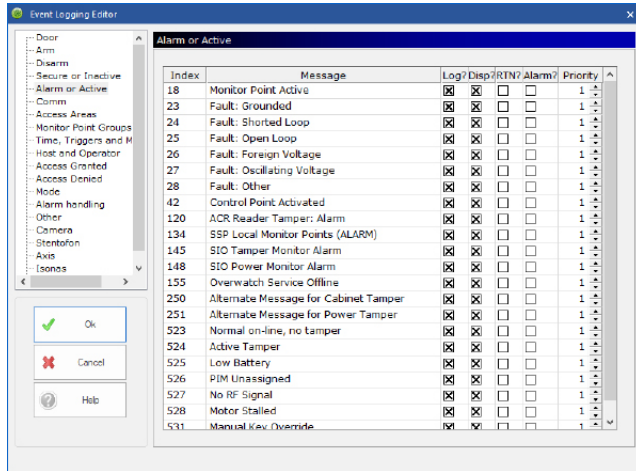 Event Logging Editor
Door
Arm
Disarm
Secure or Inactive
Alarm or Active
Comm
Access Areas
Monitor Point Groups
Time, Triggers and M
Host and Operator
Access Granted
Access Denied
Mode
Alarm handling
Other
Camera
Stentofon
Axis
Isonas
Ok
Cancel
Help
Alarm or Active
Index Message Log? Disp? RTN? Alarm? Priority
18 Monitor Point Active 1
23 Fault: Grounded 1
24 Fault: Shorted Loop 1
25 Fault: Open Loop 1
26 Fault: Foreign Voltage 1
27 Fault: Oscillating Voltage 1
28 Fault: Other 1
42 Control Point Activated 1
120 ACR Reader Tamper: Alarm 1
134 SSP Local Monitor Points (ALARM) 1
145 SIO Tamper Monitor Alarm 1
148 SIO Power Monitor Alarm 1
155 Overwatch Service Offline 1
250 Alternate Message for Cabinet Tamper 1
251 Alternate Message for Power Tamper 1
523 Normal on-line, no tamper 1
524 Active Tamper 1
525 Low Battery 1
526 PIM Unassigned 1
527 No RF Signal 1
528 Motor Stalled 1
531 Manual Key Override 1